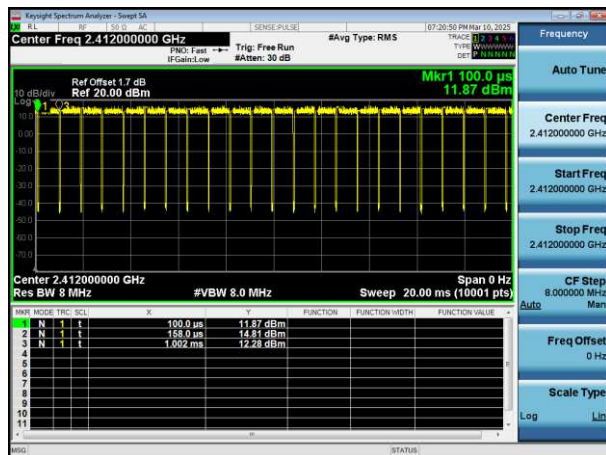 Keysight Spectrum Analyzer - Swept SA
RL RF 50 Ω AC SENSE:PULSE 07:20:50 PM Mar 10, 2025
Center Freq 2.412000000 GHz #Avg Type: RMS TRACE 1 2 3 4 5 6
PNO: Fast Trig: Free Run TYPE WWWWWW
IFGain:Low #Atten: 30 dB DET P N N N N N
Frequency
Mkr1 100.0 µs
11.87 dBm
Ref Offset 1.7 dB
10 dB/div Ref 20.00 dBm
Log
1 3
10.0
0.00
-10.0
-20.0
-30.0
-40.0
-50.0
-60.0
-70.0
Center 2.412000000 GHz Span 0 Hz
Res BW 8 MHz #VBW 8.0 MHz Sweep 20.00 ms (10001 pts)
MKR MODE TRC SCL X Y FUNCTION FUNCTION WIDTH FUNCTION VALUE
1 N 1 t 100.0 µs 11.87 dBm
2 N 1 t 158.0 µs 14.81 dBm
3 N 1 t 1.002 ms 12.28 dBm
4
5
6
7
8
9
10
11
MSG STATUS
Auto Tune
Center Freq
2.412000000 GHz
Start Freq
2.412000000 GHz
Stop Freq
2.412000000 GHz
CF Step
8.000000 MHz
Auto Man
Freq Offset
0 Hz
Scale Type
Log Lin